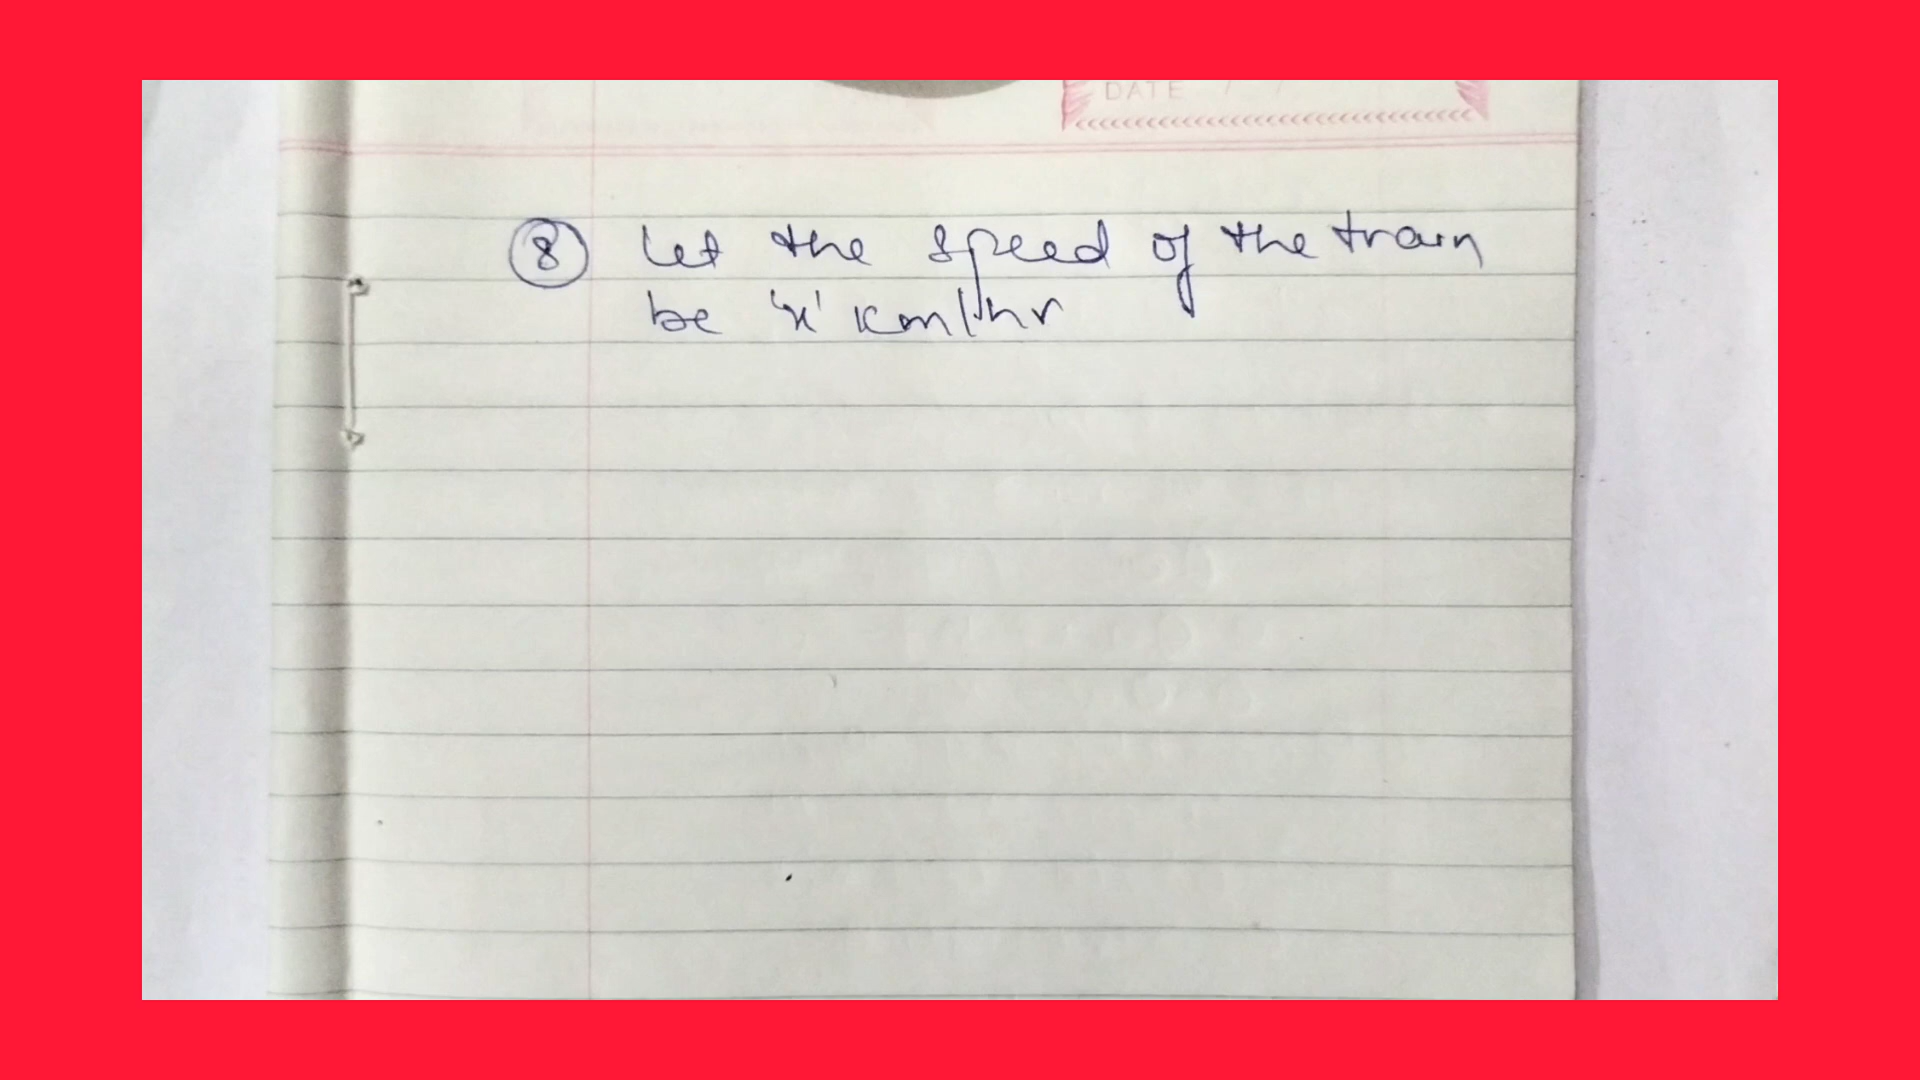 DATE / /
8 Let the speed of the train
be 'x' km/hr